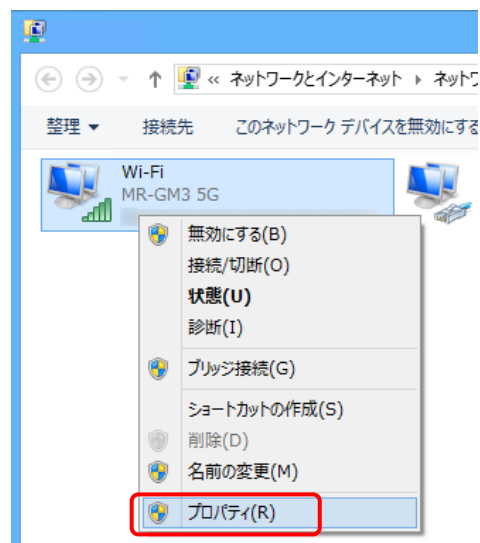 « ネットワークとインターネット ▸ ネットワ
整理 ▼ 接続先 このネットワーク デバイスを無効にする
Wi-Fi
MR-GM3 5G
無効にする(B)
接続/切断(O)
状態(U)
診断(I)
ブリッジ接続(G)
ショートカットの作成(S)
削除(D)
名前の変更(M)
プロパティ(R)